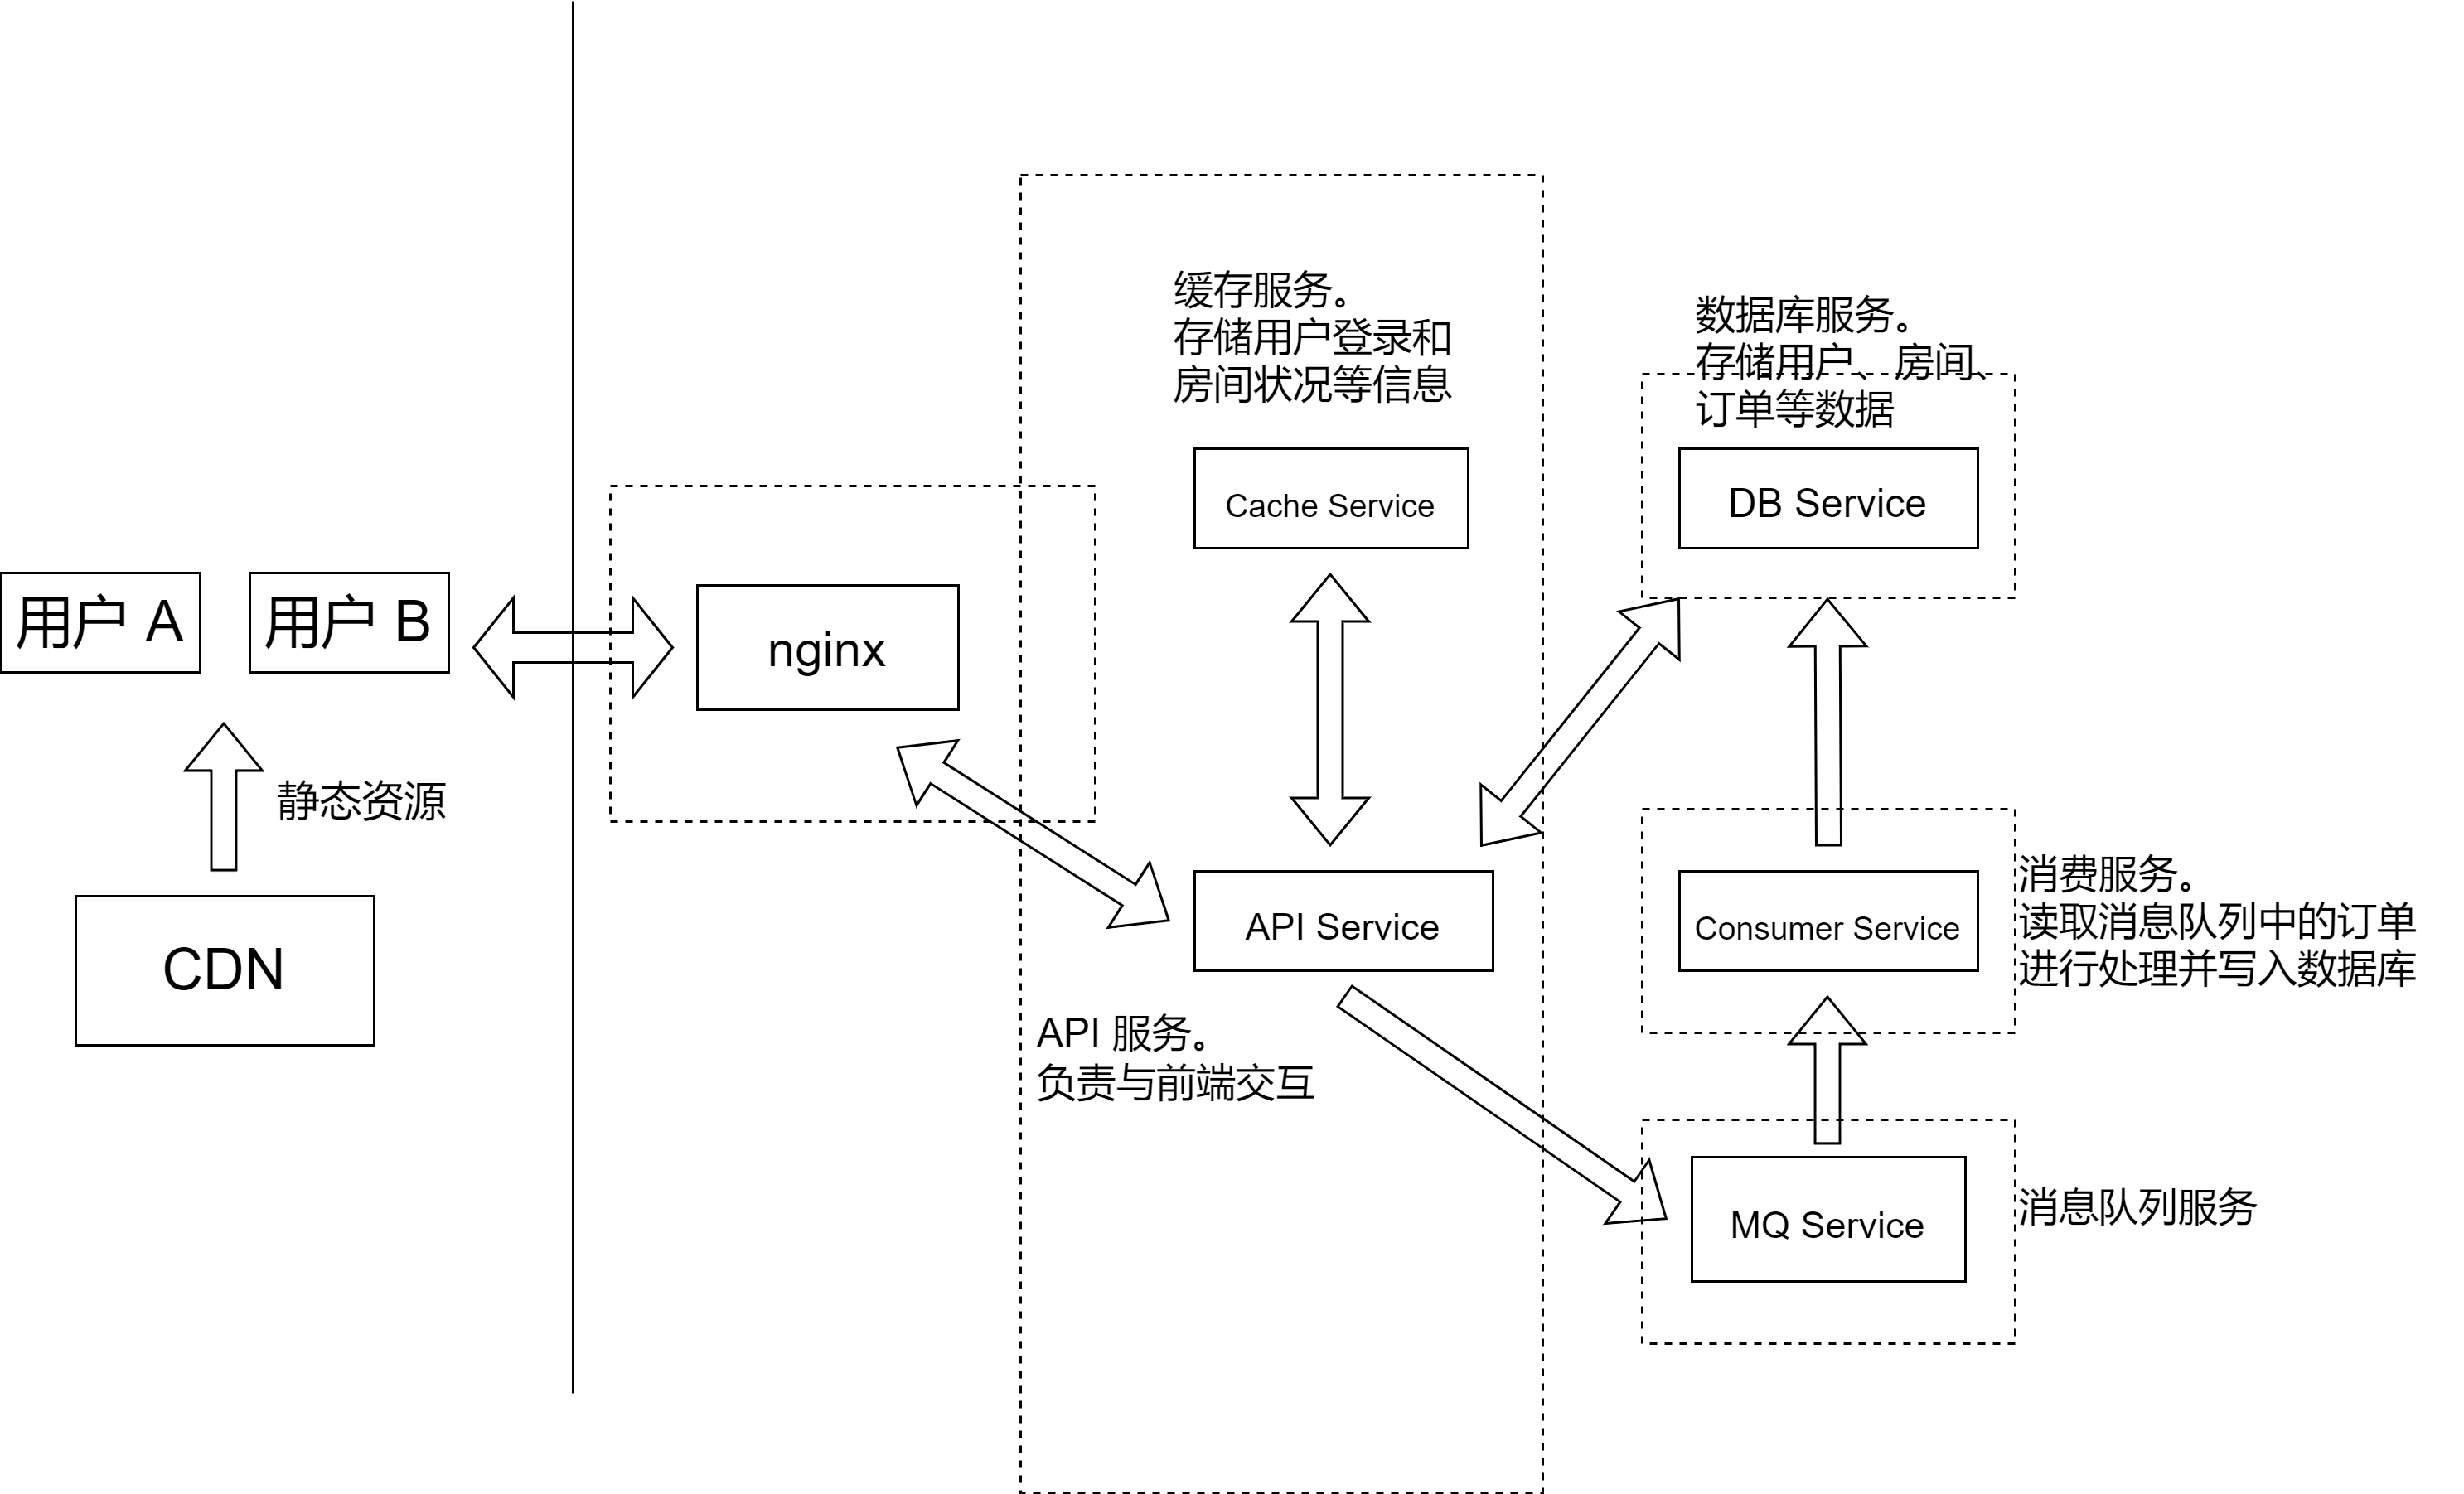 用户 A
用户 B
静态资源
CDN
nginx
缓存服务。
存储用户登录和
房间状况等信息
Cache Service
API Service
API 服务。
负责与前端交互
数据库服务。
存储用户、房间、
订单等数据
DB Service
Consumer Service
消费服务。
读取消息队列中的订单
进行处理并写入数据库
MQ Service
消息队列服务